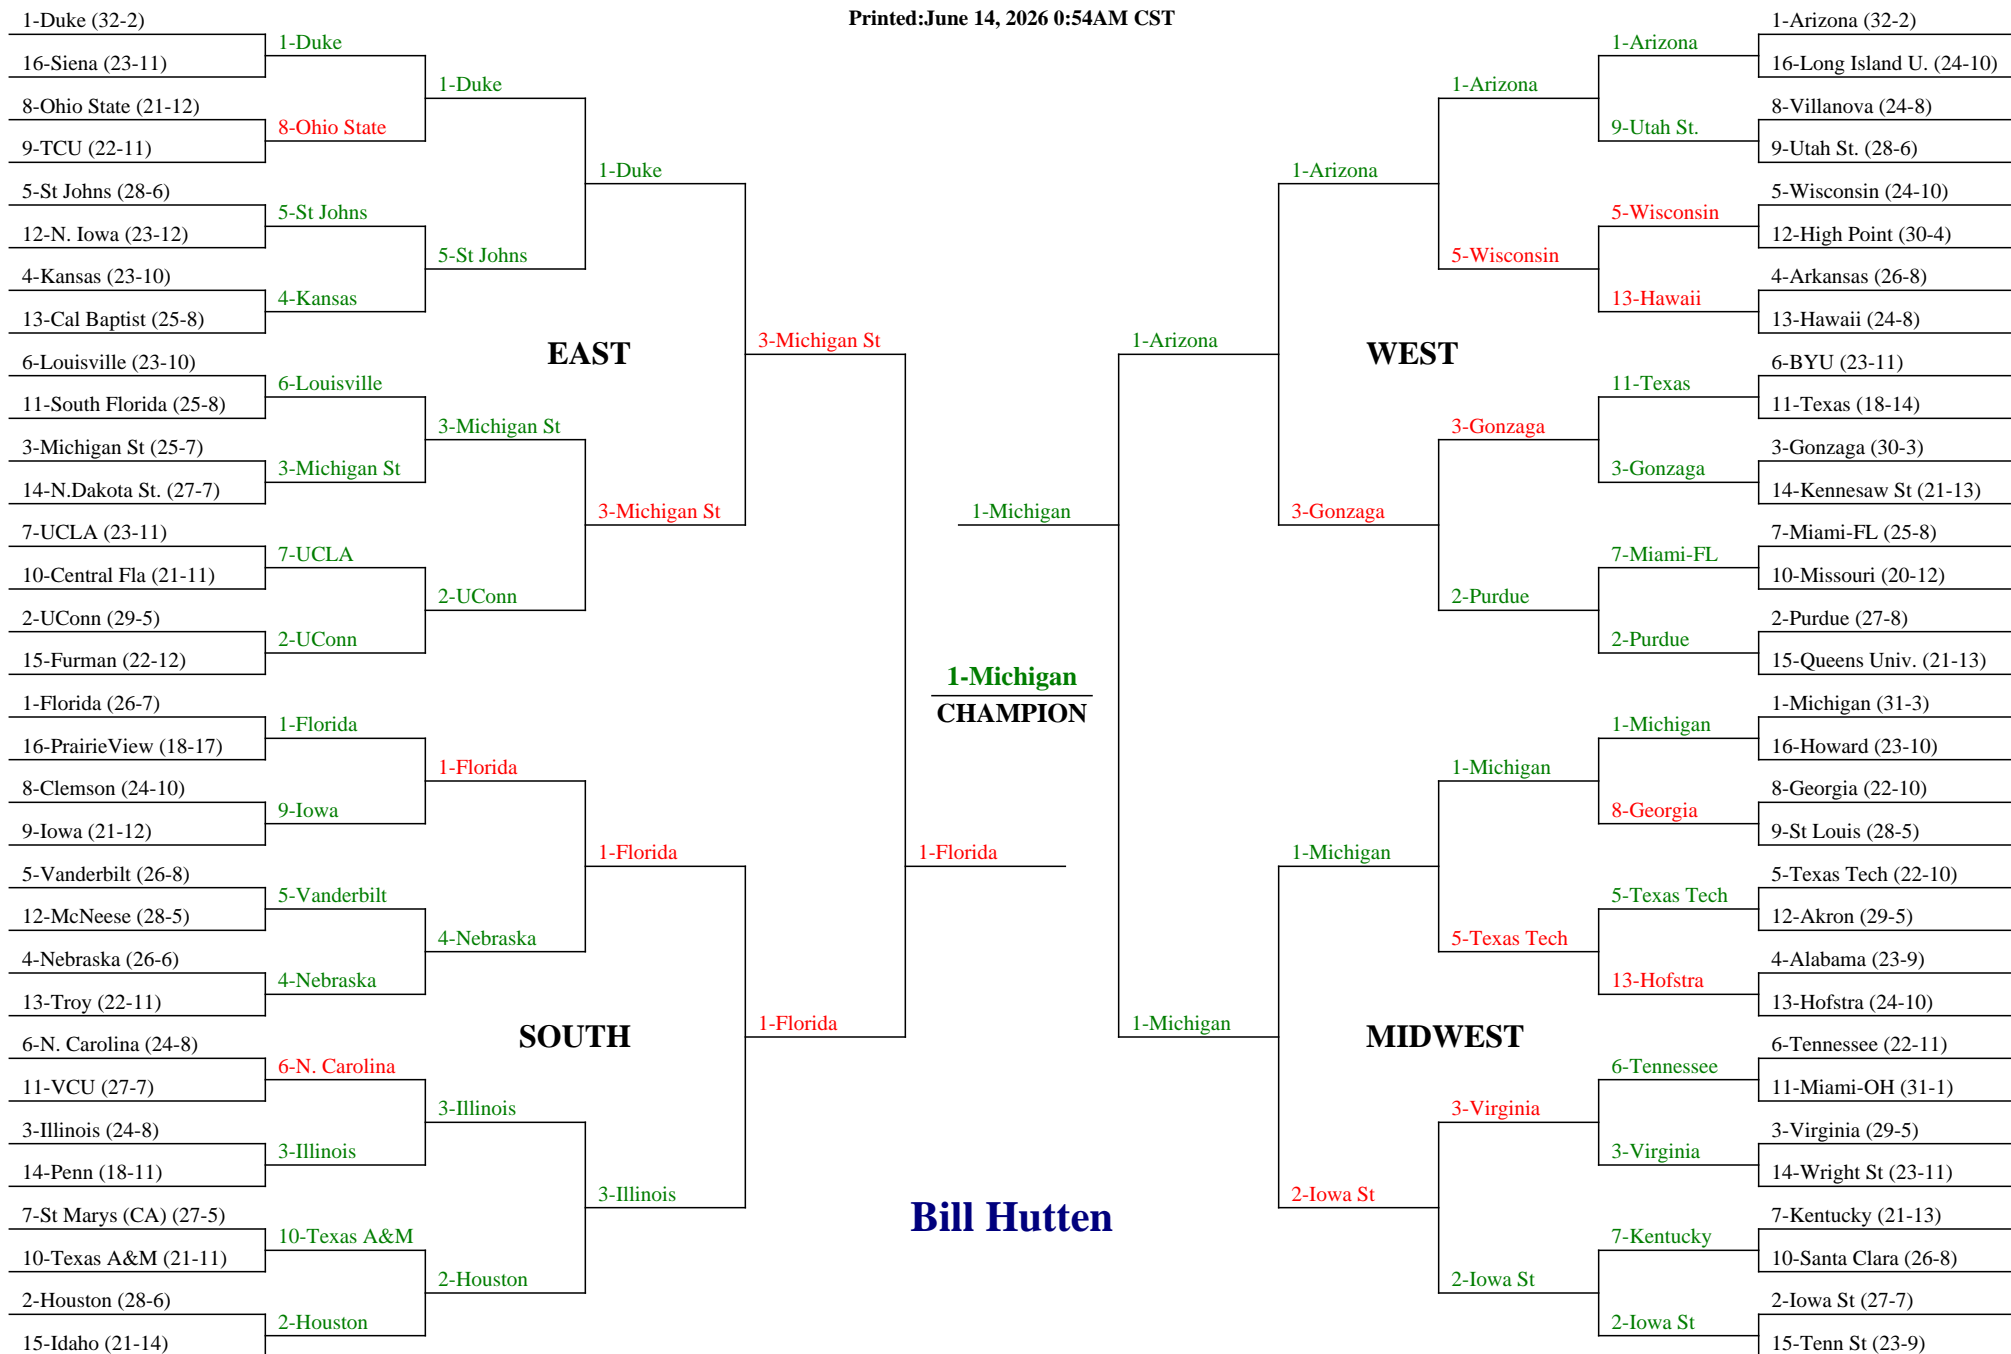 Printed:June 14, 2026 0:54AM CST
1-Duke (32-2)
16-Siena (23-11)
8-Ohio State (21-12)
9-TCU (22-11)
5-St Johns (28-6)
12-N. Iowa (23-12)
4-Kansas (23-10)
13-Cal Baptist (25-8)
6-Louisville (23-10)
11-South Florida (25-8)
3-Michigan St (25-7)
14-N.Dakota St. (27-7)
7-UCLA (23-11)
10-Central Fla (21-11)
2-UConn (29-5)
15-Furman (22-12)
1-Florida (26-7)
16-PrairieView (18-17)
8-Clemson (24-10)
9-Iowa (21-12)
5-Vanderbilt (26-8)
12-McNeese (28-5)
4-Nebraska (26-6)
13-Troy (22-11)
6-N. Carolina (24-8)
11-VCU (27-7)
3-Illinois (24-8)
14-Penn (18-11)
7-St Marys (CA) (27-5)
10-Texas A&M (21-11)
2-Houston (28-6)
15-Idaho (21-14)
1-Duke
8-Ohio State
5-St Johns
4-Kansas
6-Louisville
3-Michigan St
7-UCLA
2-UConn
1-Florida
9-Iowa
5-Vanderbilt
4-Nebraska
6-N. Carolina
3-Illinois
10-Texas A&M
2-Houston
1-Duke
5-St Johns
3-Michigan St
2-UConn
1-Florida
4-Nebraska
3-Illinois
2-Houston
EAST
SOUTH
1-Duke
3-Michigan St
1-Florida
3-Illinois
3-Michigan St
1-Florida
1-Florida
1-Michigan
1-Michigan
CHAMPION
Bill Hutten
1-Arizona
1-Michigan
1-Arizona
3-Gonzaga
1-Michigan
2-Iowa St
WEST
MIDWEST
1-Arizona
5-Wisconsin
3-Gonzaga
2-Purdue
1-Michigan
5-Texas Tech
3-Virginia
2-Iowa St
1-Arizona
9-Utah St.
5-Wisconsin
13-Hawaii
11-Texas
3-Gonzaga
7-Miami-FL
2-Purdue
1-Michigan
8-Georgia
5-Texas Tech
13-Hofstra
6-Tennessee
3-Virginia
7-Kentucky
2-Iowa St
1-Arizona (32-2)
16-Long Island U. (24-10)
8-Villanova (24-8)
9-Utah St. (28-6)
5-Wisconsin (24-10)
12-High Point (30-4)
4-Arkansas (26-8)
13-Hawaii (24-8)
6-BYU (23-11)
11-Texas (18-14)
3-Gonzaga (30-3)
14-Kennesaw St (21-13)
7-Miami-FL (25-8)
10-Missouri (20-12)
2-Purdue (27-8)
15-Queens Univ. (21-13)
1-Michigan (31-3)
16-Howard (23-10)
8-Georgia (22-10)
9-St Louis (28-5)
5-Texas Tech (22-10)
12-Akron (29-5)
4-Alabama (23-9)
13-Hofstra (24-10)
6-Tennessee (22-11)
11-Miami-OH (31-1)
3-Virginia (29-5)
14-Wright St (23-11)
7-Kentucky (21-13)
10-Santa Clara (26-8)
2-Iowa St (27-7)
15-Tenn St (23-9)